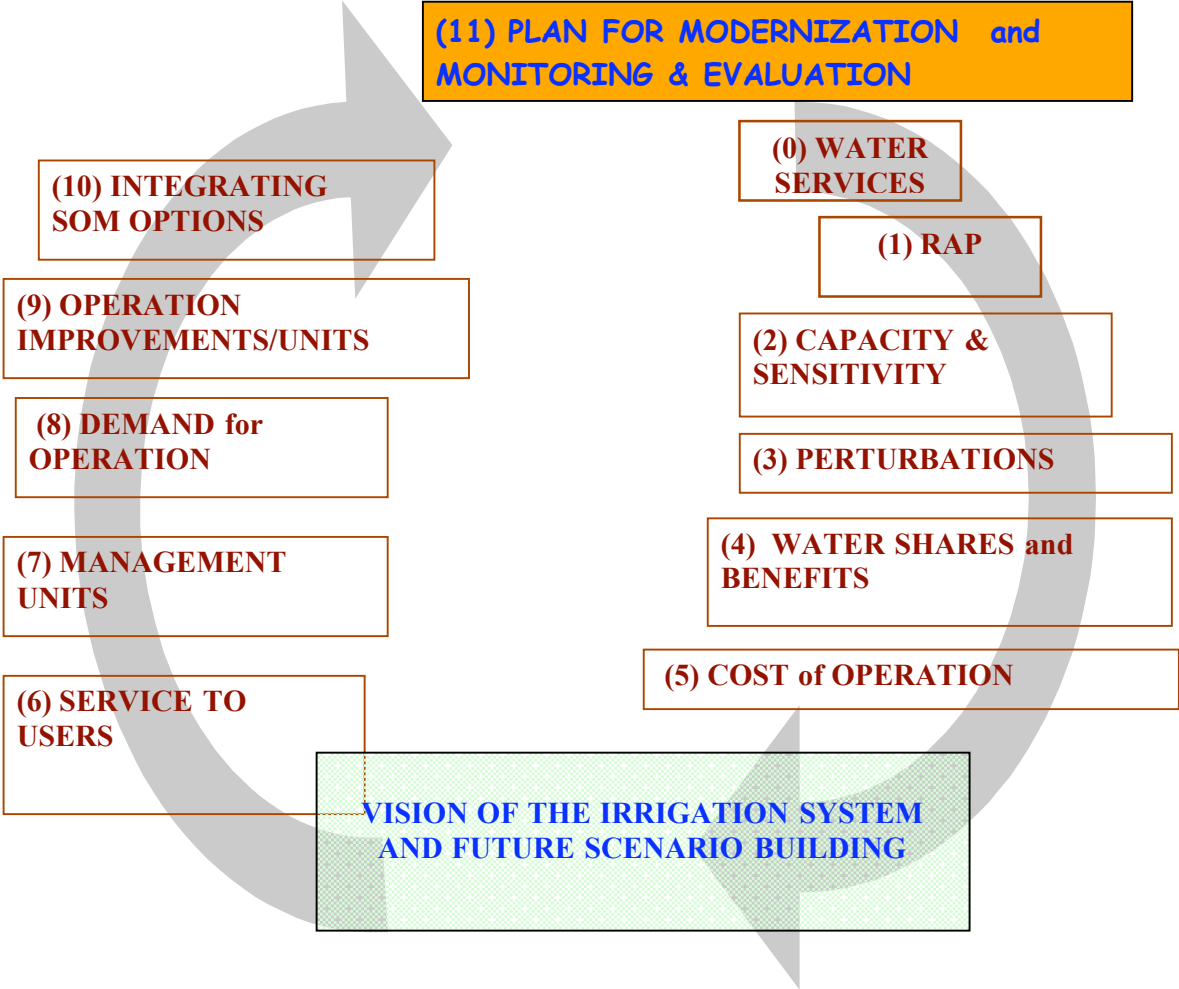 (11) PLAN FOR MODERNIZATION and
MONITORING & EVALUATION
(0) WATER
SERVICES
(1) RAP
(2) CAPACITY &
SENSITIVITY
(3) PERTURBATIONS
(4) WATER SHARES and
BENEFITS
(5) COST of OPERATION
VISION OF THE IRRIGATION SYSTEM
AND FUTURE SCENARIO BUILDING
(6) SERVICE TO
USERS
(7) MANAGEMENT
UNITS
(8) DEMAND for
OPERATION
(9) OPERATION
IMPROVEMENTS/UNITS
(10) INTEGRATING
SOM OPTIONS